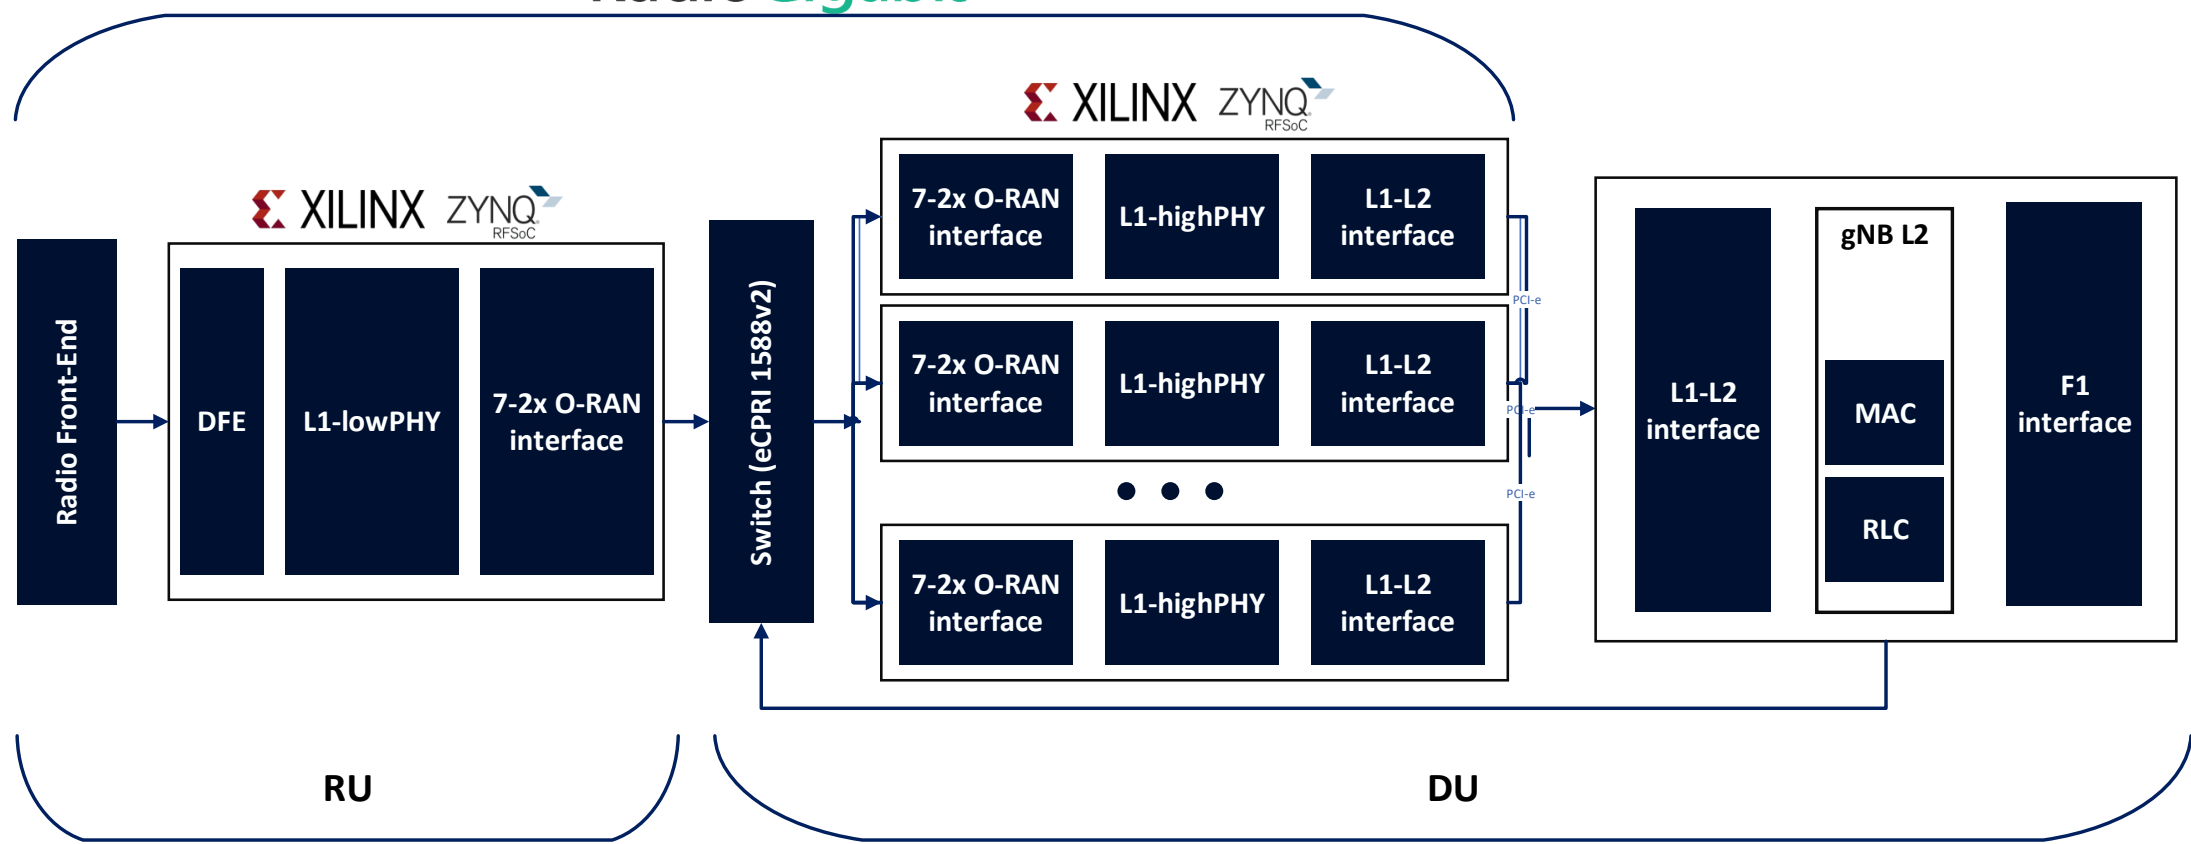 XILINX ZYNQ
RFSoC
XILINX ZYNQ
RFSoC
Radio Front-End
DFE
L1-lowPHY
7-2x O-RAN
interface
Switch (eCPRI 1588v2)
7-2x O-RAN
interface
L1-highPHY
L1-L2
interface
PCI-e
7-2x O-RAN
interface
L1-highPHY
L1-L2
interface
PCI-e
PCI-e
7-2x O-RAN
interface
L1-highPHY
L1-L2
interface
L1-L2
interface
gNB L2
MAC
RLC
F1
interface
RU
DU